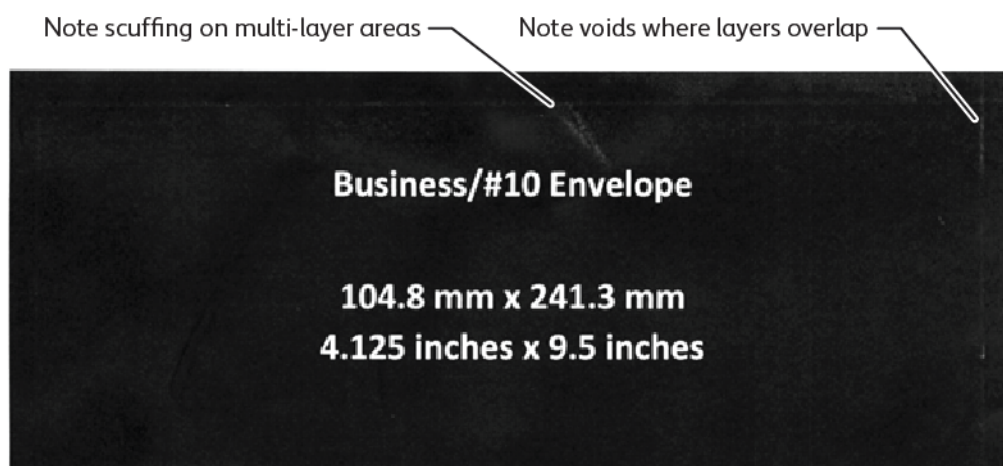 Note scuffing on multi-layer areas
Note voids where layers overlap
Business/#10 Envelope
104.8 mm x 241.3 mm
4.125 inches x 9.5 inches